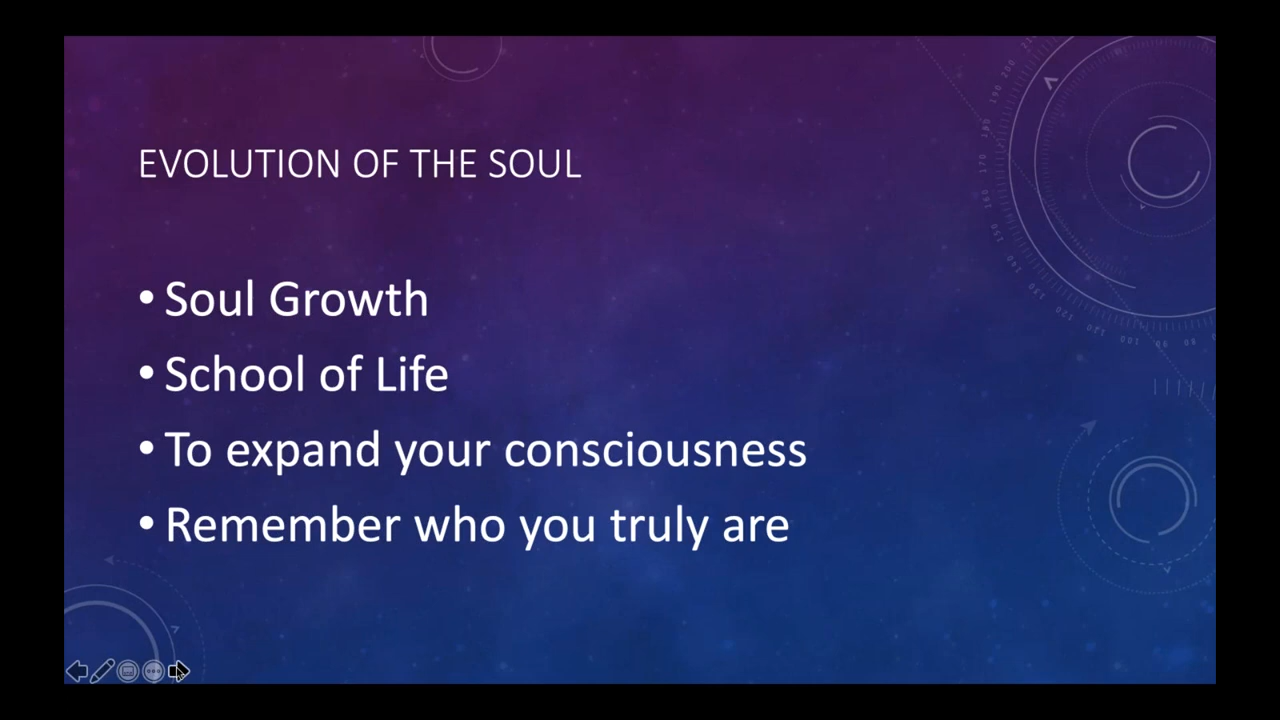 EVOLUTION OF THE SOUL
• Soul Growth
• School of Life
• To expand your consciousness
• Remember who you truly are